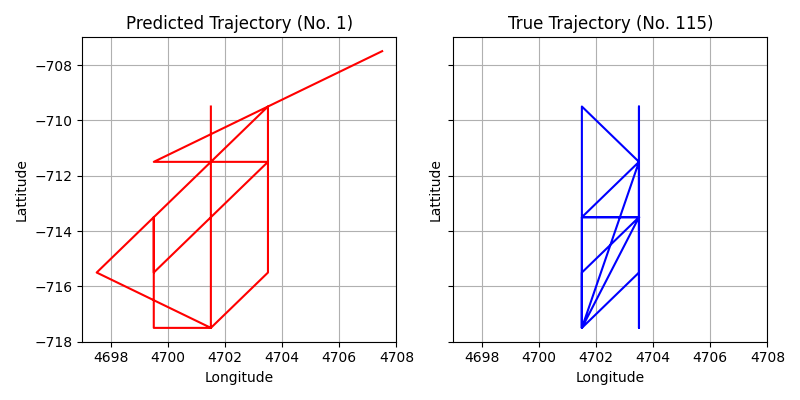 Predicted Trajectory (No. 1)
Lattitude
−708
−710
−712
−714
−716
−718
4698 4700 4702 4704 4706 4708
Longitude
True Trajectory (No. 115)
Lattitude
4698 4700 4702 4704 4706 4708
Longitude